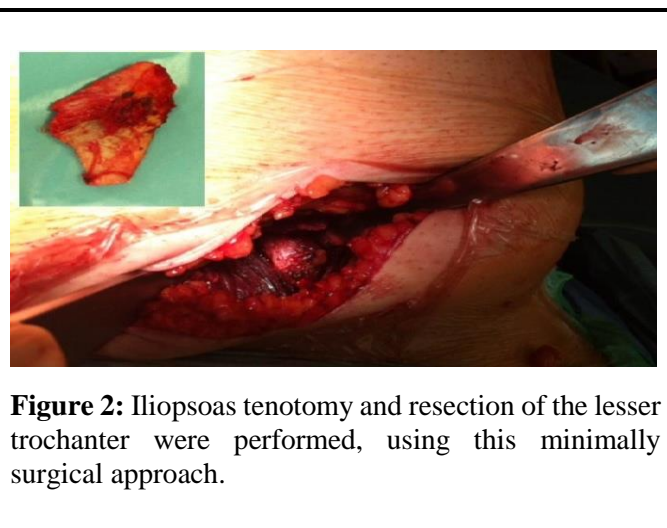 Figure 2: Iliopsoas tenotomy and resection of the lesser
trochanter were performed, using this minimally
surgical approach.